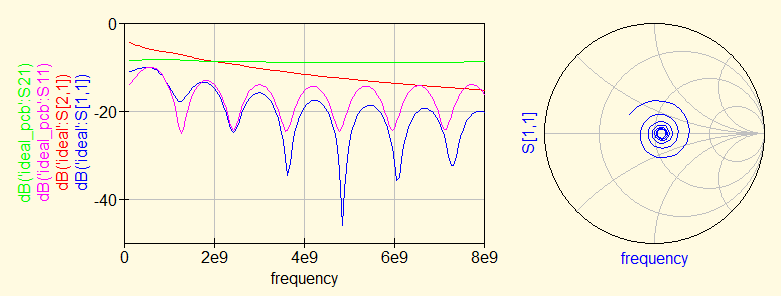 dB('ideal_pcb':S21)
dB('ideal_pcb':S11)
dB('ideal':S[2,1])
dB('ideal':S[1,1])
0
-20
-40
0
2e9
4e9
6e9
8e9
frequency
S[1,1]
frequency